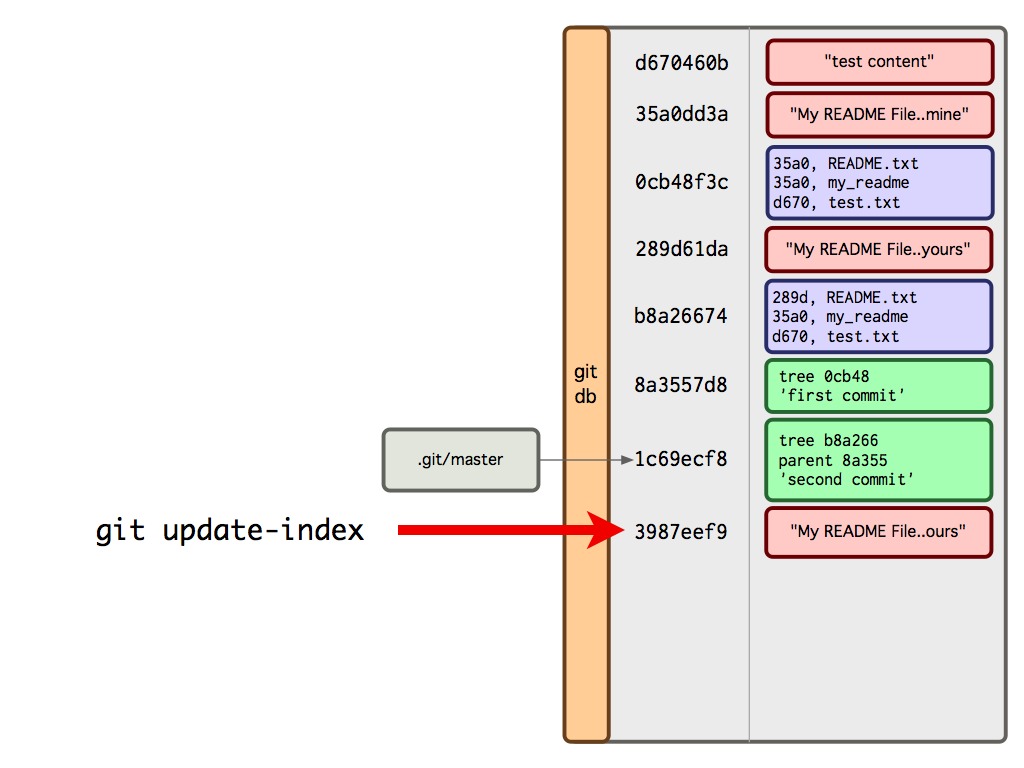 d670460b
"test content"
35a0dd3a
"My README File..mine"
0cb48f3c
35a0, README.txt
35a0, my_readme
d670, test.txt
289d61da
"My README File..yours"
b8a26674
289d, README.txt
35a0, my_readme
d670, test.txt
git
db
8a3557d8
tree 0cb48
'first commit'
.git/master
1c69ecf8
tree b8a266
parent 8a355
'second commit'
git update-index
3987eef9
"My README File..ours"